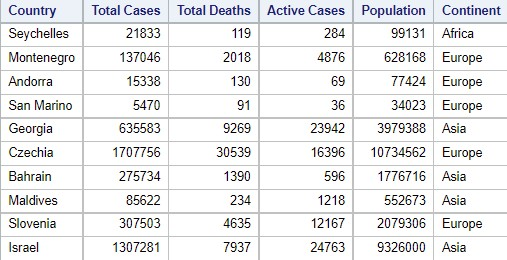 Country Total Cases Total Deaths Active Cases Population Continent
Seychelles 21833 119 284 99131 Africa
Montenegro 137046 2018 4876 628168 Europe
Andorra 15338 130 69 77424 Europe
San Marino 5470 91 36 34023 Europe
Georgia 635583 9269 23942 3979388 Asia
Czechia 1707756 30539 16396 10734562 Europe
Bahrain 275734 1390 596 1776716 Asia
Maldives 85622 234 1218 552673 Asia
Slovenia 307503 4635 12167 2079306 Europe
Israel 1307281 7937 24763 9326000 Asia